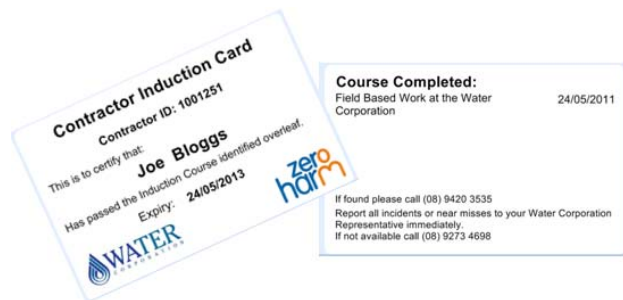 Contractor Induction Card
Contractor ID: 1001251
This is to certify that:
Joe Bloggs
Has passed the Induction Course identified overleaf.
Expiry: 24/05/2013
zero
harm
WATER
CORPORATION
Course Completed:
Field Based Work at the Water 24/05/2011
Corporation
If found please call (08) 9420 3535
Report all incidents or near misses to your Water Corporation
Representative immediately.
If not available call (08) 9273 4698